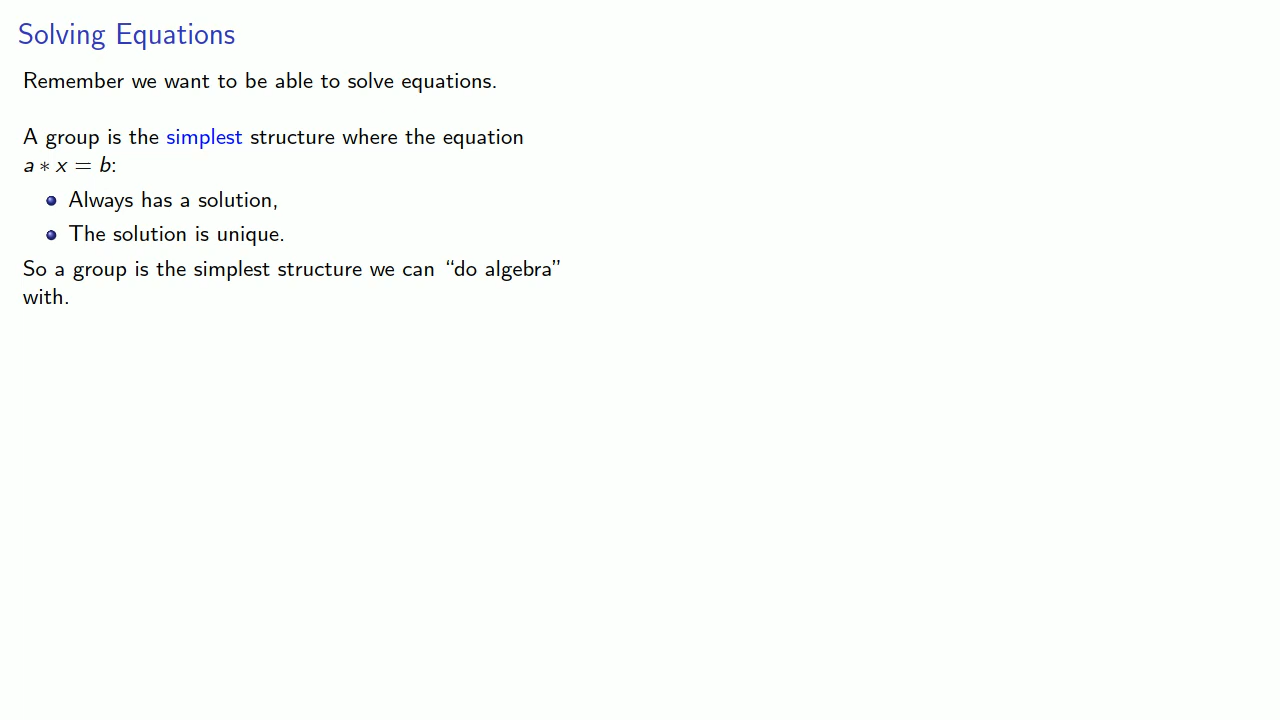 Solving Equations
Remember we want to be able to solve equations.
A group is the simplest structure where the equation
a ∗ x = b:
Always has a solution,
The solution is unique.
So a group is the simplest structure we can “do algebra”
with.